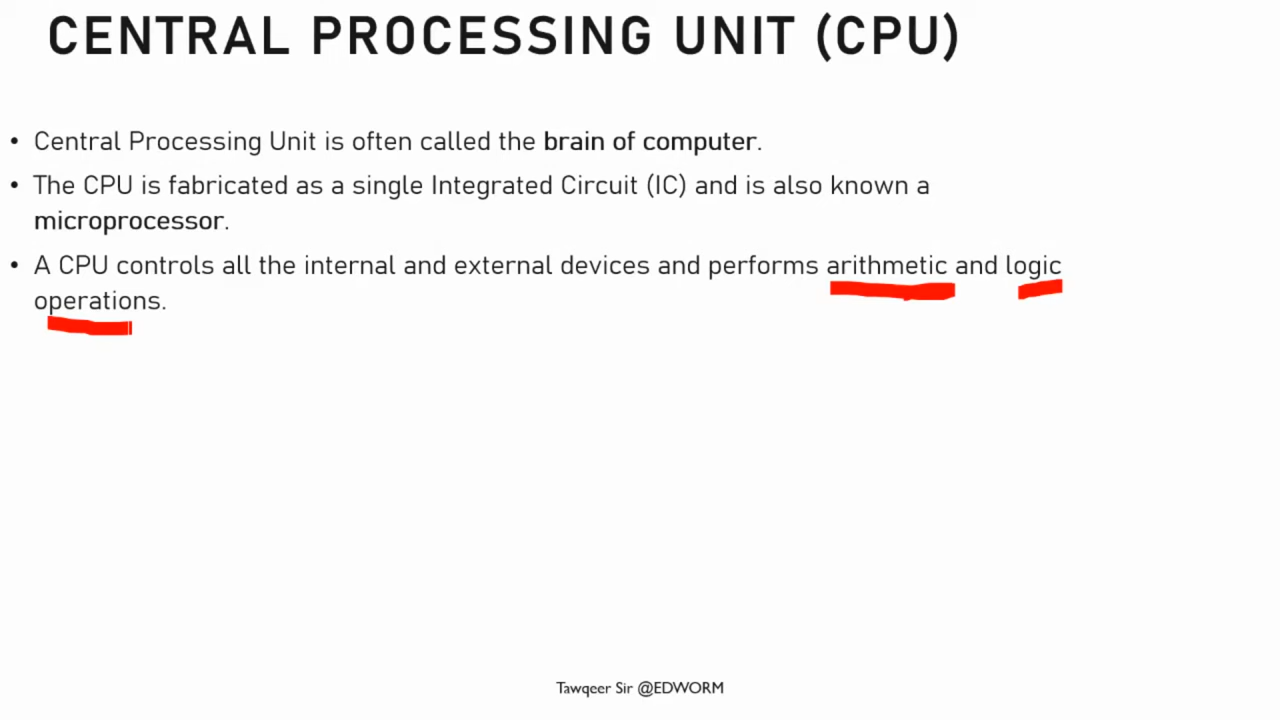 CENTRAL PROCESSING UNIT (CPU)
• Central Processing Unit is often called the brain of computer.
• The CPU is fabricated as a single Integrated Circuit (IC) and is also known a
microprocessor.
• A CPU controls all the internal and external devices and performs arithmetic and logic
operations.
Tawqeer Sir @EDWORM